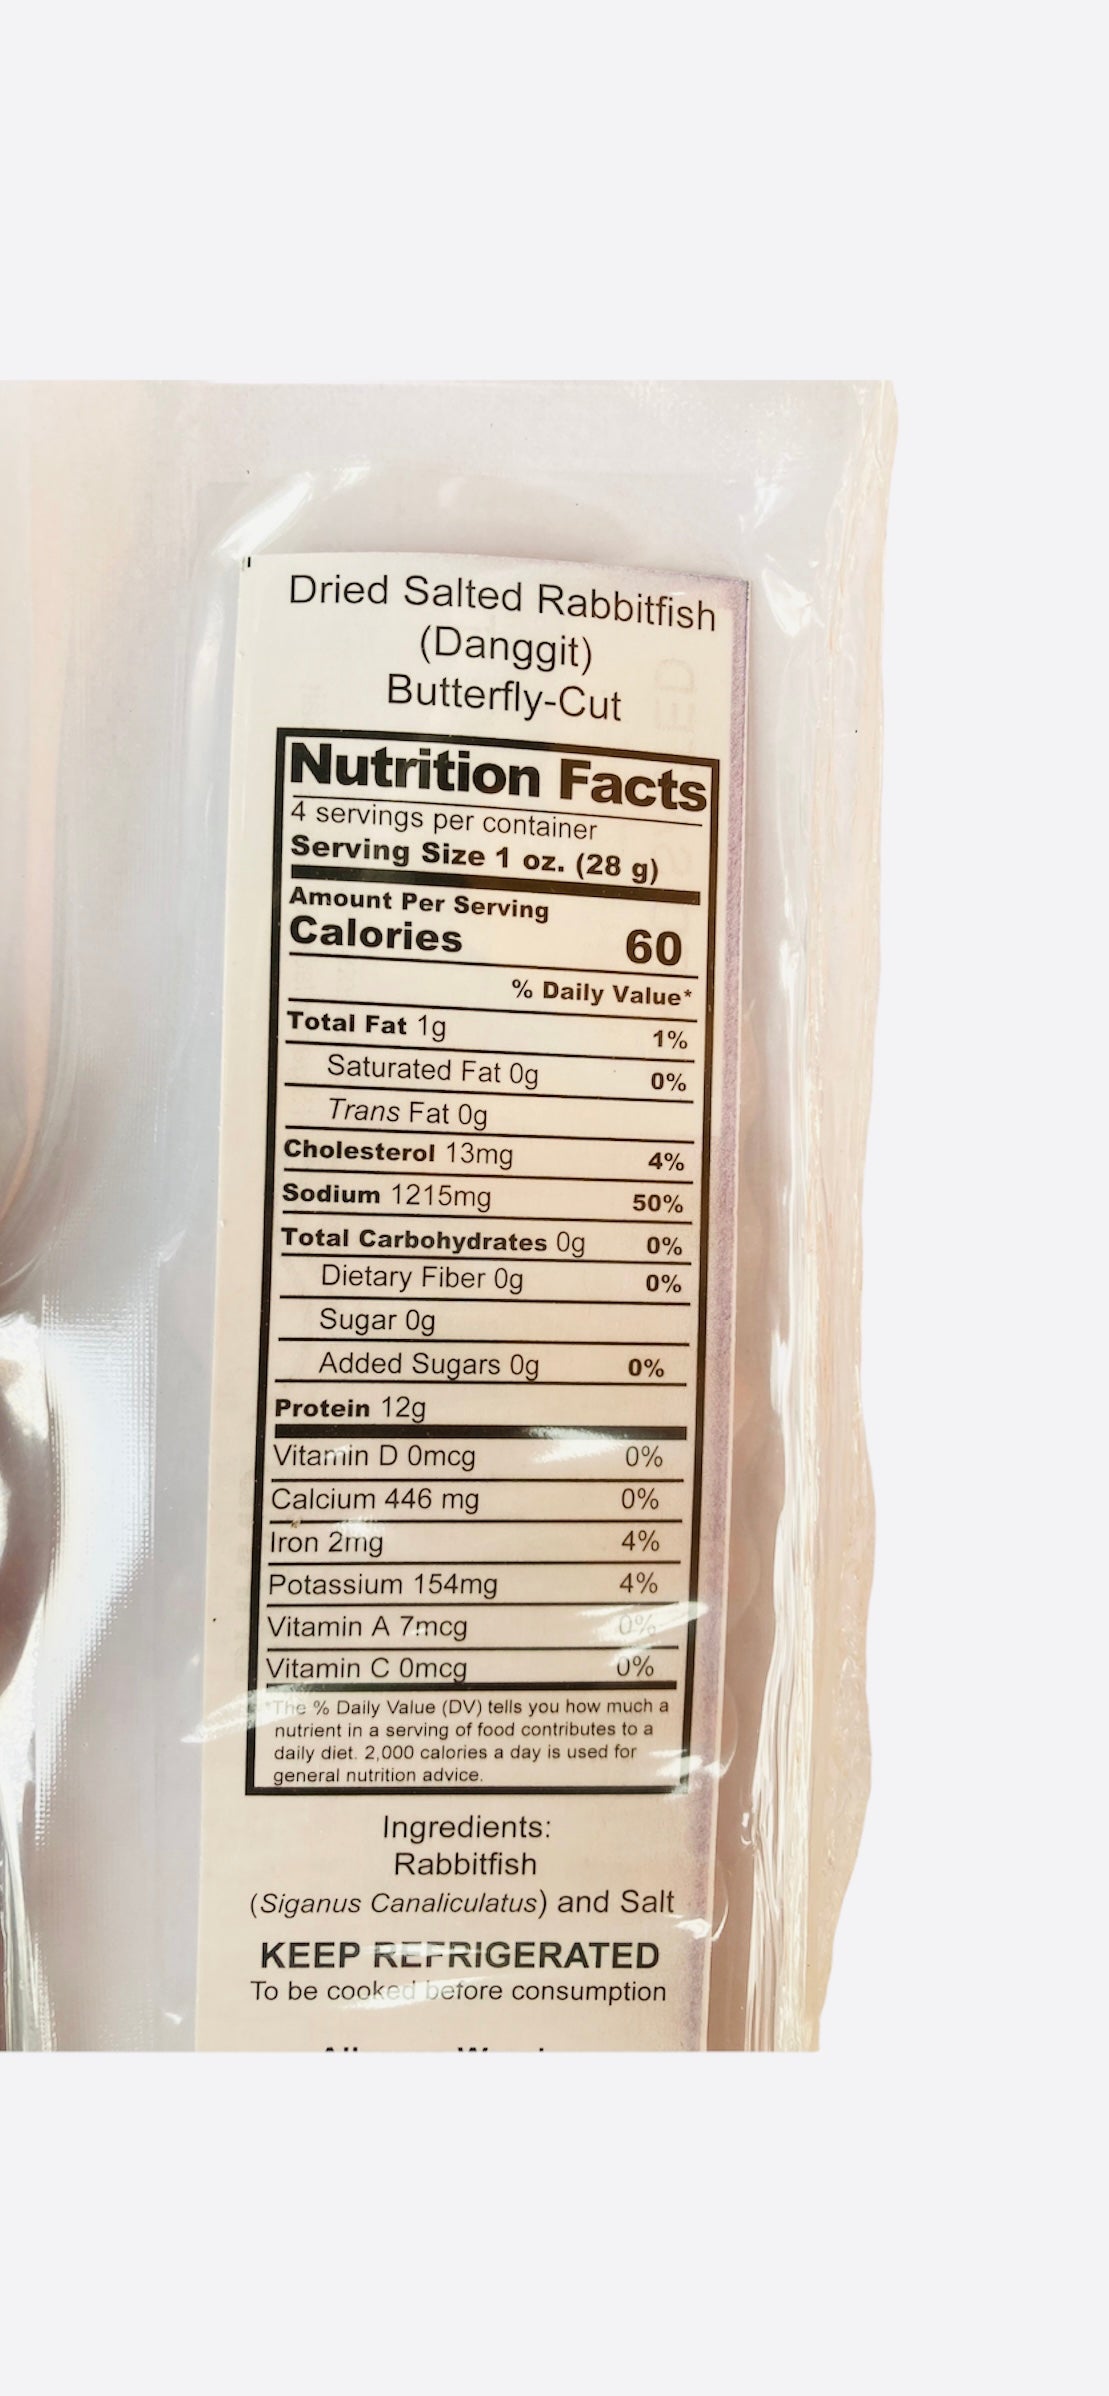 Dried Salted Rabbitfish
(Danggit)
Butterfly-Cut
Nutrition Facts
4 servings per container
Serving Size 1 oz. (28 g)
Amount Per Serving
Calories 60
% Daily Value*
Total Fat 1g 1%
Saturated Fat 0g 0%
Trans Fat 0g
Cholesterol 13mg 4%
Sodium 1215mg 50%
Total Carbohydrates 0g 0%
Dietary Fiber 0g 0%
Sugar 0g
Added Sugars 0g 0%
Protein 12g
Vitamin D 0mcg 0%
Calcium 446 mg 0%
Iron 2mg 4%
Potassium 154mg 4%
Vitamin A 7mcg 0%
Vitamin C 0mcg 0%
*The % Daily Value (DV) tells you how much a
nutrient in a serving of food contributes to a
daily diet. 2,000 calories a day is used for
general nutrition advice.
Ingredients:
Rabbitfish
(Siganus Canaliculatus) and Salt
KEEP REFRIGERATED
To be cooked before consumption